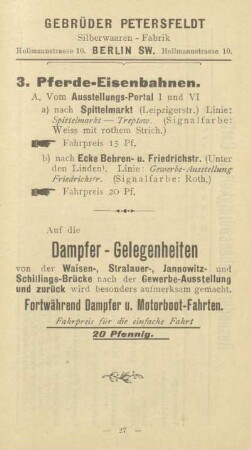 GEBRÜDER PETERSFELDT
Silberwaaren - Fabrik
Hollmannstrasse 10. BERLIN SW. Hollmannstrasse 10.
3. Pferde-Eisenbahnen.
A, Vom Ausstellungs-Portal I und VI
a) nach Spittelmarkt (Leipzigerstr.) Linie:
Spittelmarkt — Treptow. (Signalfarbe:
Weiss mit rothem Strich.)
Fahrpreis 15 Pf.
b) nach Ecke Behren- u. Friedrichstr. (Unter
den Linden). Linie: Gewerbe-Ausstellung
Friedrichstr. (Signalfarbe: Roth.)
Fahrpreis 20 Pf.
Auf die
Dampfer - Gelegenheiten
von der Waisen-, Stralauer-, Jannowitz- und
Schillings-Brücke nach der Gewerbe-Ausstellung
und zurück wird besonders aufmerksam gemacht.
Fortwährend Dampfer u. Motorboot-Fahrten.
Fahrpreis für die einfache Fahrt
20 Pfennig.
— 27 —